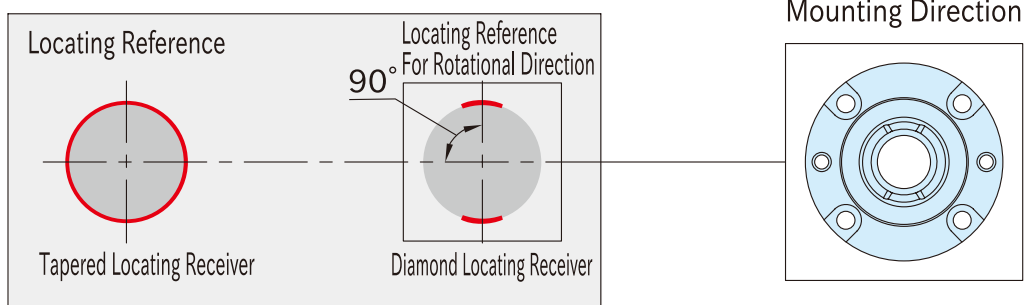 Mounting Direction
Locating Reference
Locating Reference
For Rotational Direction
90°
Tapered Locating Receiver
Diamond Locating Receiver